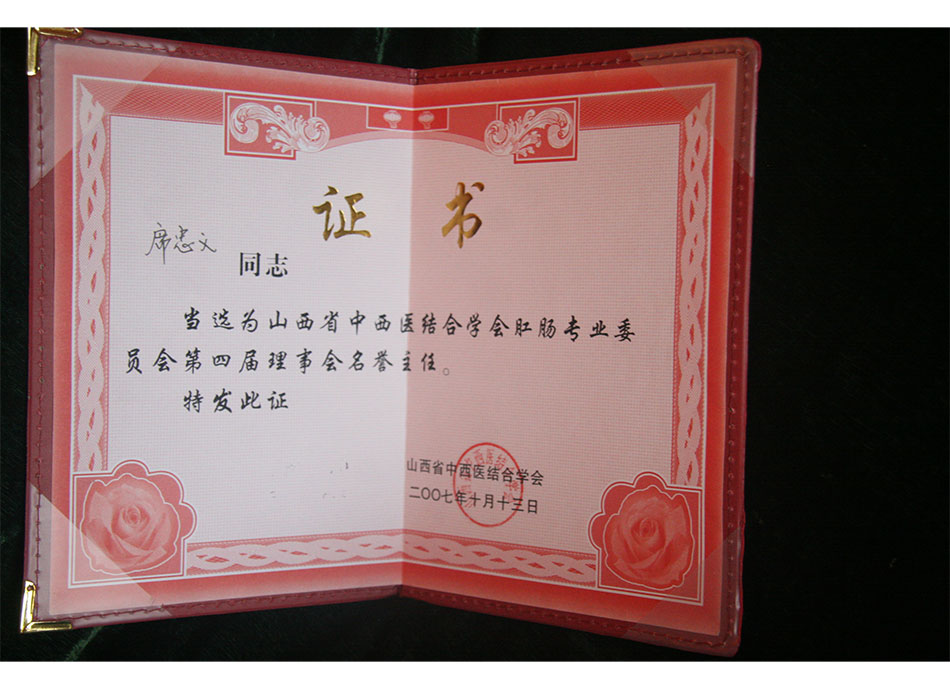 证书
席忠义
同志
当选为山西省中西医结合学会肛肠专业委
员会第四届理事会名誉主任。
特发此证
山西省中西医结合学会
二〇〇七年十月十三日